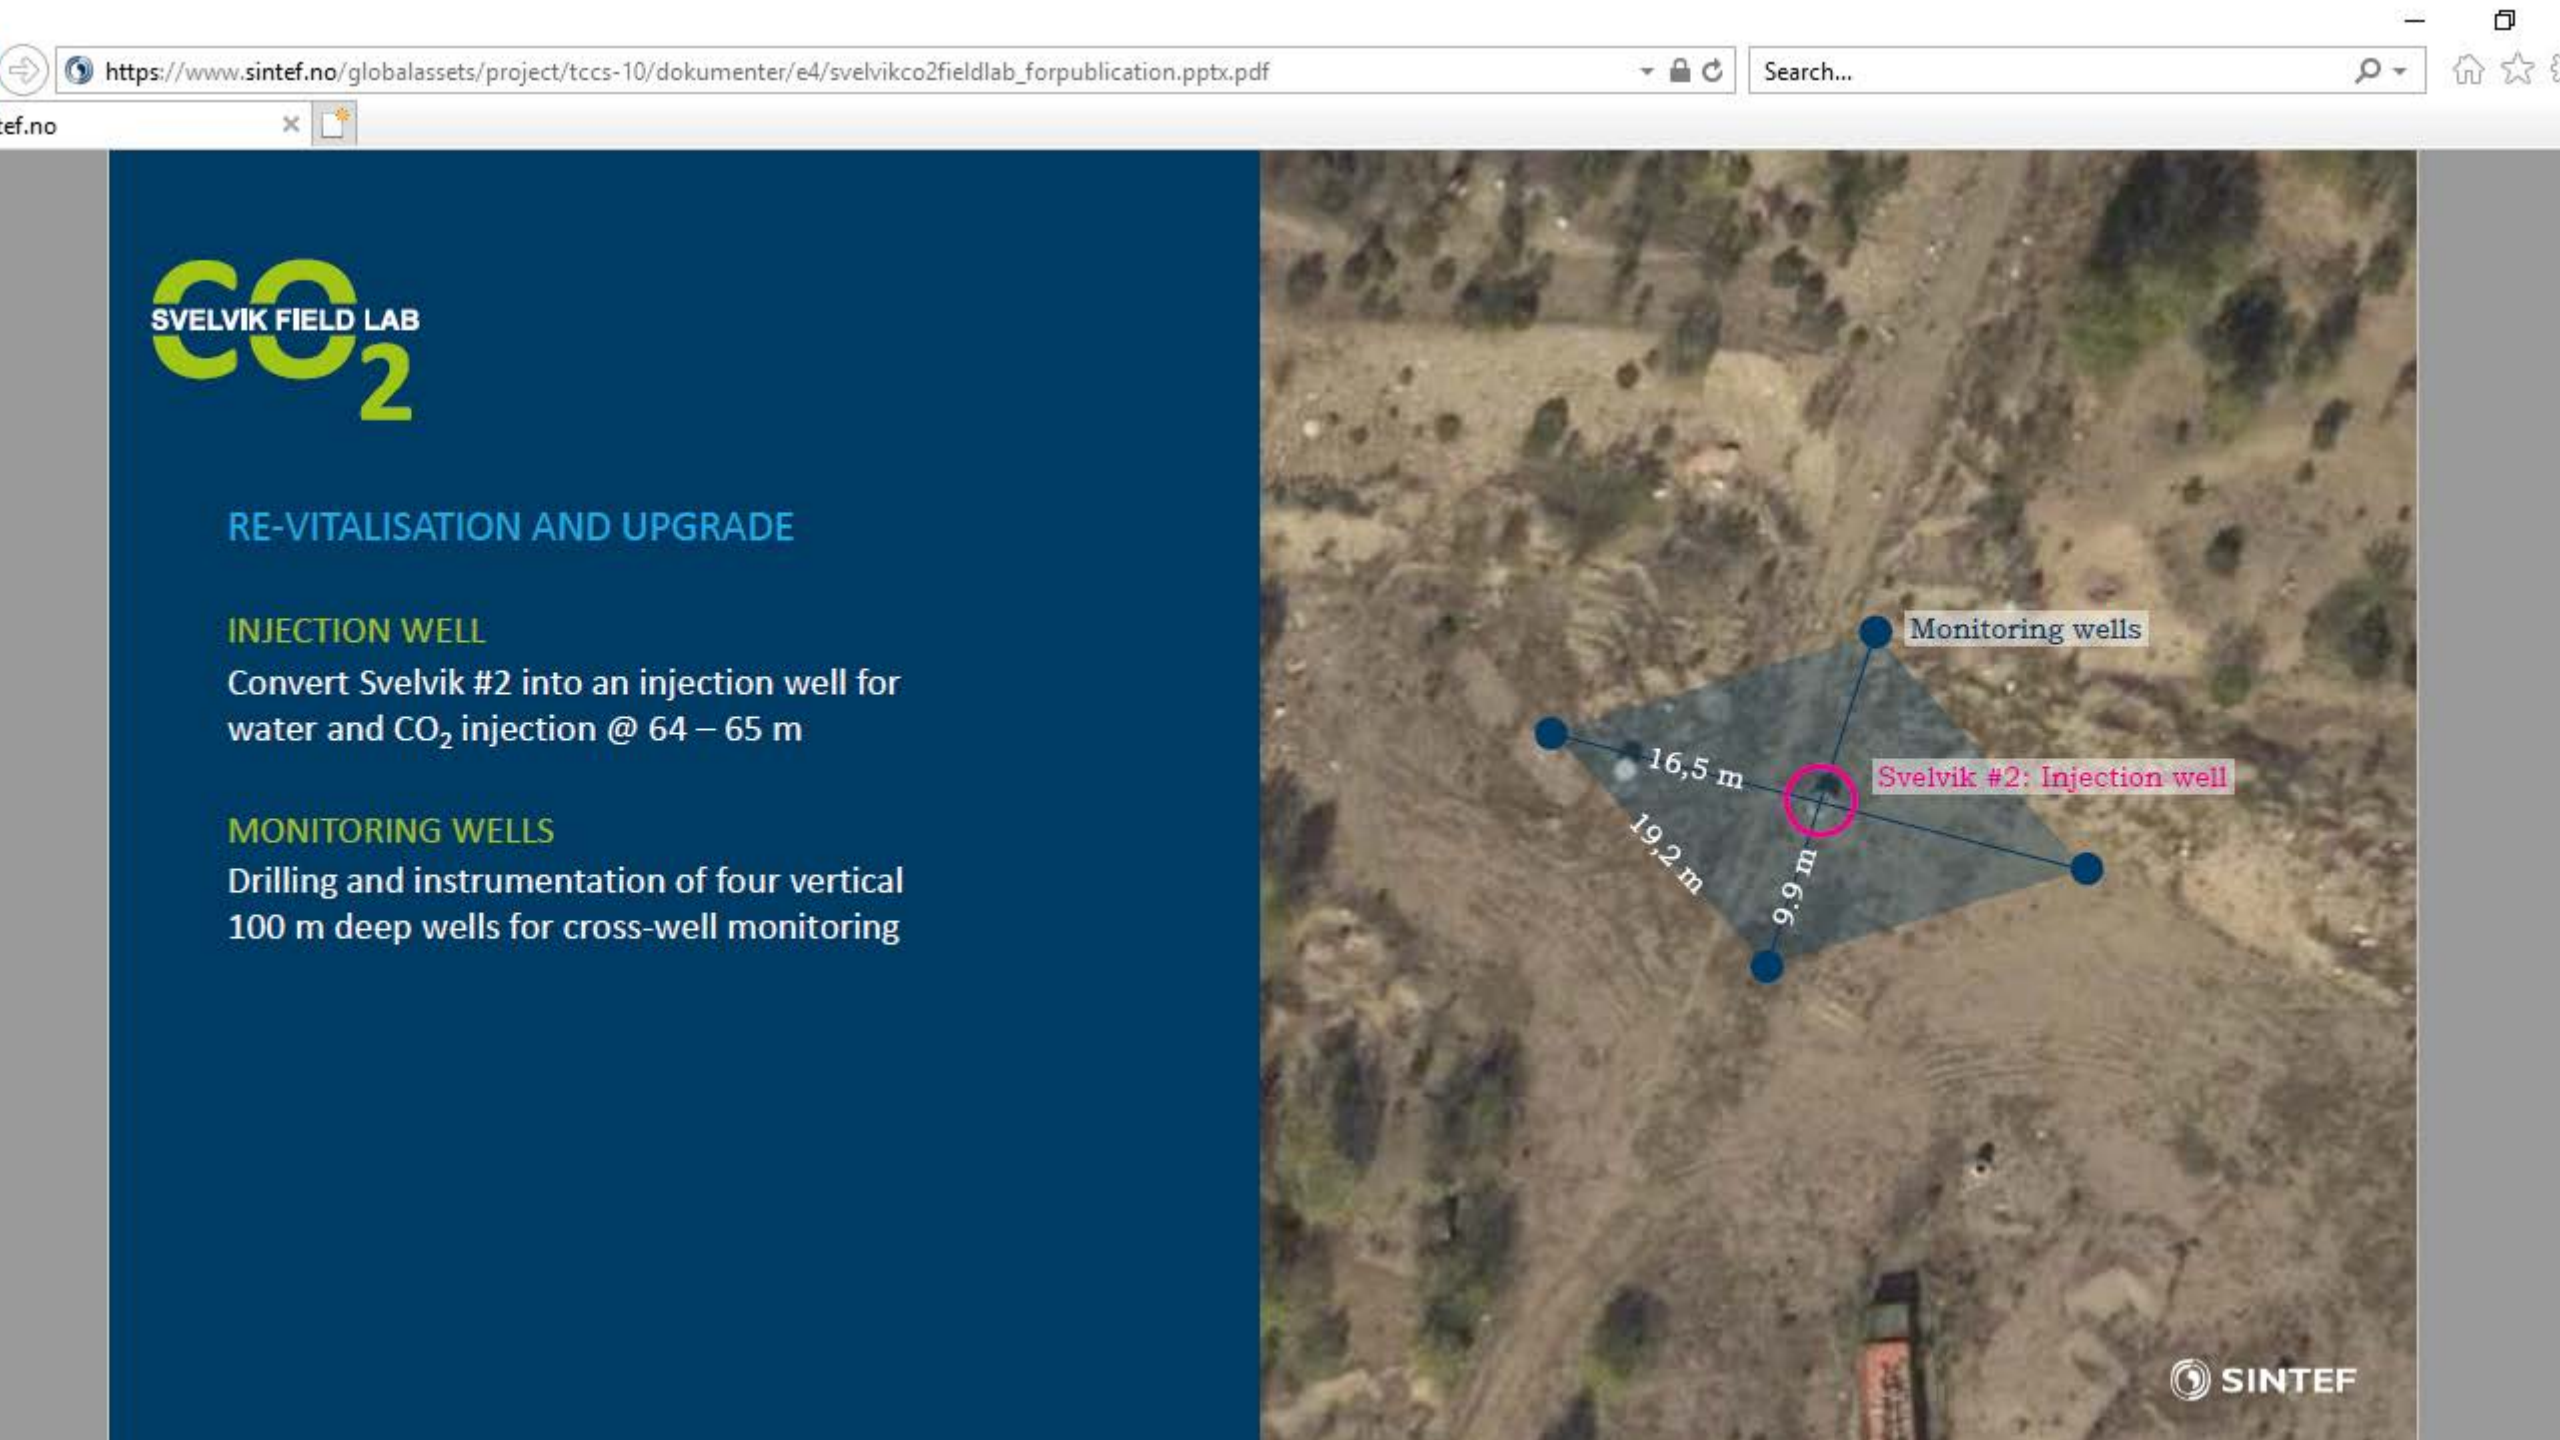 https://www.sintef.no/globalassets/project/tccs-10/dokumenter/e4/svelvikco2fieldlab_forpublication.pptx.pdf
Search...
tef.no
CO2
SVELVIK FIELD LAB
RE-VITALISATION AND UPGRADE
INJECTION WELL
Convert Svelvik #2 into an injection well for
water and CO₂ injection @ 64 – 65 m
MONITORING WELLS
Drilling and instrumentation of four vertical
100 m deep wells for cross-well monitoring
Monitoring wells
16,5 m
Svelvik #2: Injection well
19,2 m
9.9 m
SINTEF